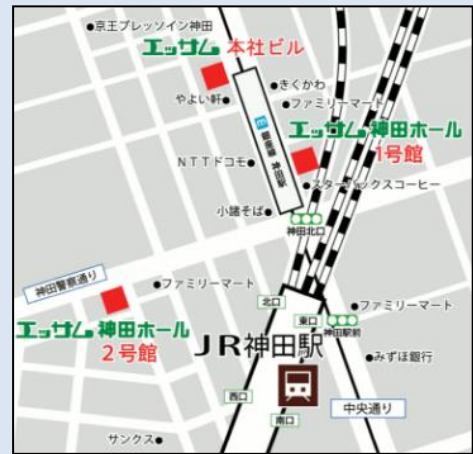 ●京王プレッソイン神田
エッサム 本社ビル
●きくかわ
やよい軒●
●ファミリーマート
エッサム 神田ホール
1号館
NTTドコモ●
●スターバックスコーヒー
小諸そば●
神田北口
神田警察通り
●ファミリーマート
エッサム 神田ホール
2号館
北口
東口
●ファミリーマート
神田駅前
JR神田駅
●みずほ銀行
西口
中央通り
南口
サンクス●